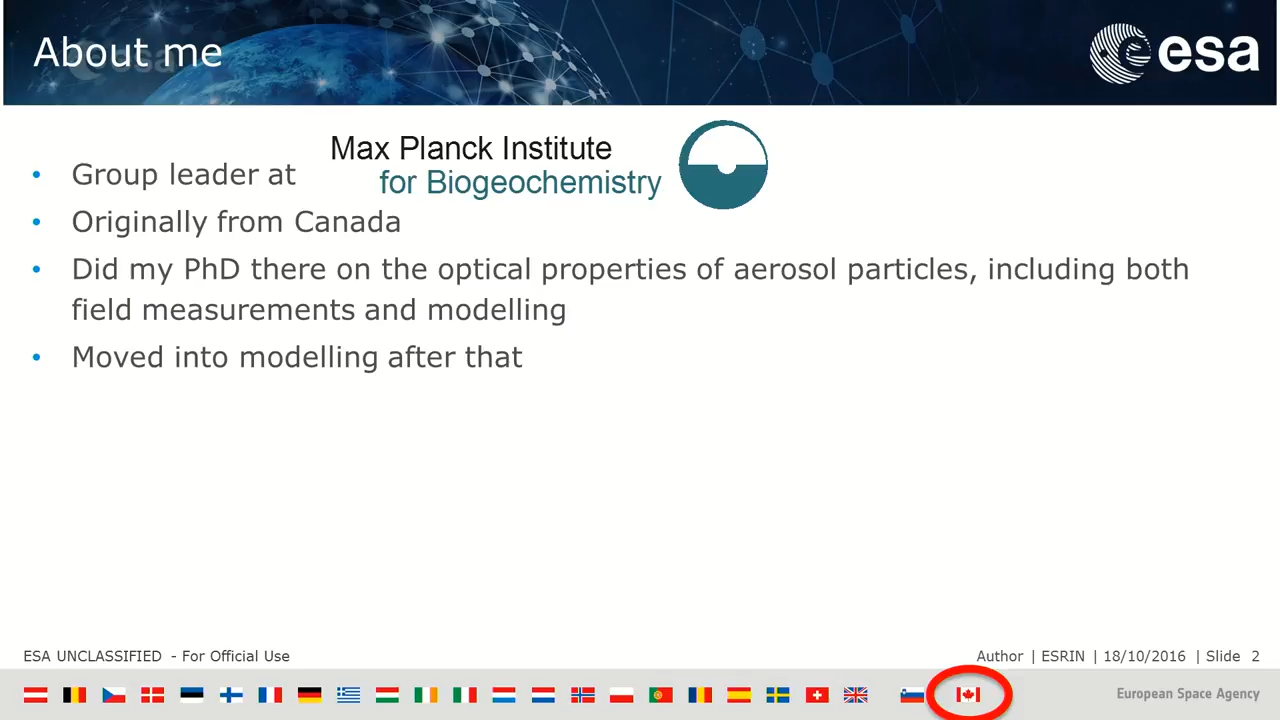 About me
esa
Max Planck Institute
for Biogeochemistry
• Group leader at
• Originally from Canada
• Did my PhD there on the optical properties of aerosol particles, including both
field measurements and modelling
• Moved into modelling after that
ESA UNCLASSIFIED - For Official Use
Author | ESRIN | 18/10/2016 | Slide 2
European Space Agency